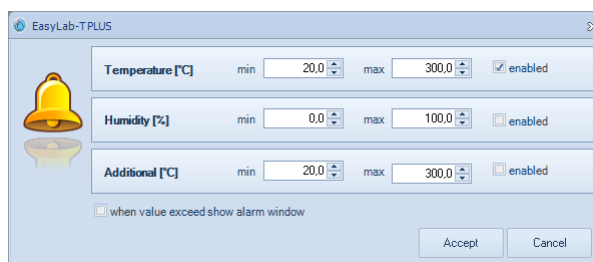 EasyLab-TPLUS
Temperature [°C] min 20,0 max 300,0 enabled
Humidity [%] min 0,0 max 100,0 enabled
Additional [°C] min 20,0 max 300,0 enabled
when value exceed show alarm window
Accept Cancel